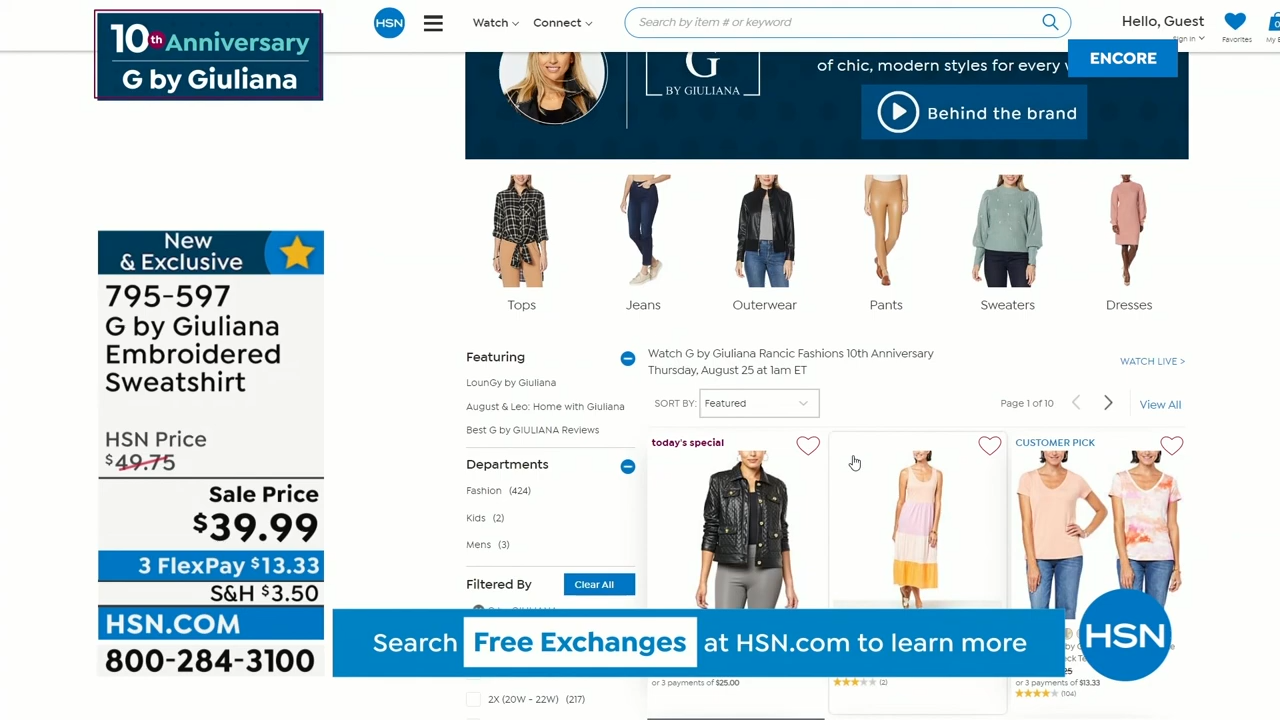 10th Anniversary
G by Giuliana
HSN
Watch
Connect
Search by item # or keyword
Hello, Guest
Sign In
Favorites
ENCORE
G
BY GIULIANA
of chic, modern styles for every
Behind the brand
Tops
Jeans
Outerwear
Pants
Sweaters
Dresses
New
& Exclusive
795-597
G by Giuliana
Embroidered
Sweatshirt
HSN Price
$49.75
Sale Price
$39.99
3 FlexPay $13.33
S&H $3.50
HSN.COM
800-284-3100
Featuring
LounGy by Giuliana
August & Leo: Home with Giuliana
Best G by GIULIANA Reviews
Departments
Fashion (424)
Kids (2)
Mens (3)
Filtered By
Clear All
2X (20W - 22W) (217)
Watch G by Giuliana Rancic Fashions 10th Anniversary
Thursday, August 25 at 1am ET
WATCH LIVE >
SORT BY:
Featured
Page 1 of 10
View All
today's special
CUSTOMER PICK
or 3 payments of $25.00
(2)
or 3 payments of $13.33
(104)
Search Free Exchanges at HSN.com to learn more
HSN